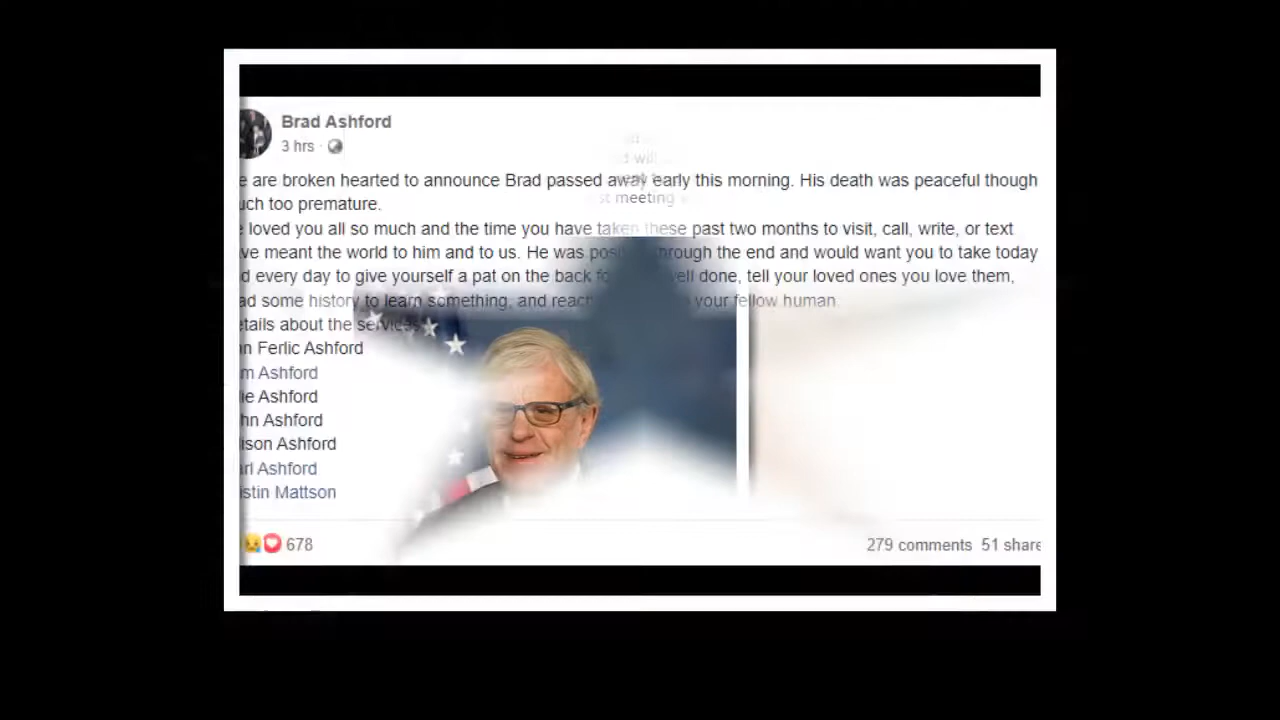 Brad Ashford
3 hrs ·
e are broken hearted to announce Brad passed away early this morning. His death was peaceful though
uch too premature.
loved you all so much and the time you have taken these past two months to visit, call, write, or text
ve meant the world to him and to us. He was through the end and would want you to take today
d every day to give yourself a pat on the back well done, tell your loved ones you love them,
ad some history to learn something, and reach your fellow human.
etails about the services
n Ferlic Ashford
m Ashford
ie Ashford
hn Ashford
ison Ashford
arl Ashford
istin Mattson
678
279 comments 51 share
meeting